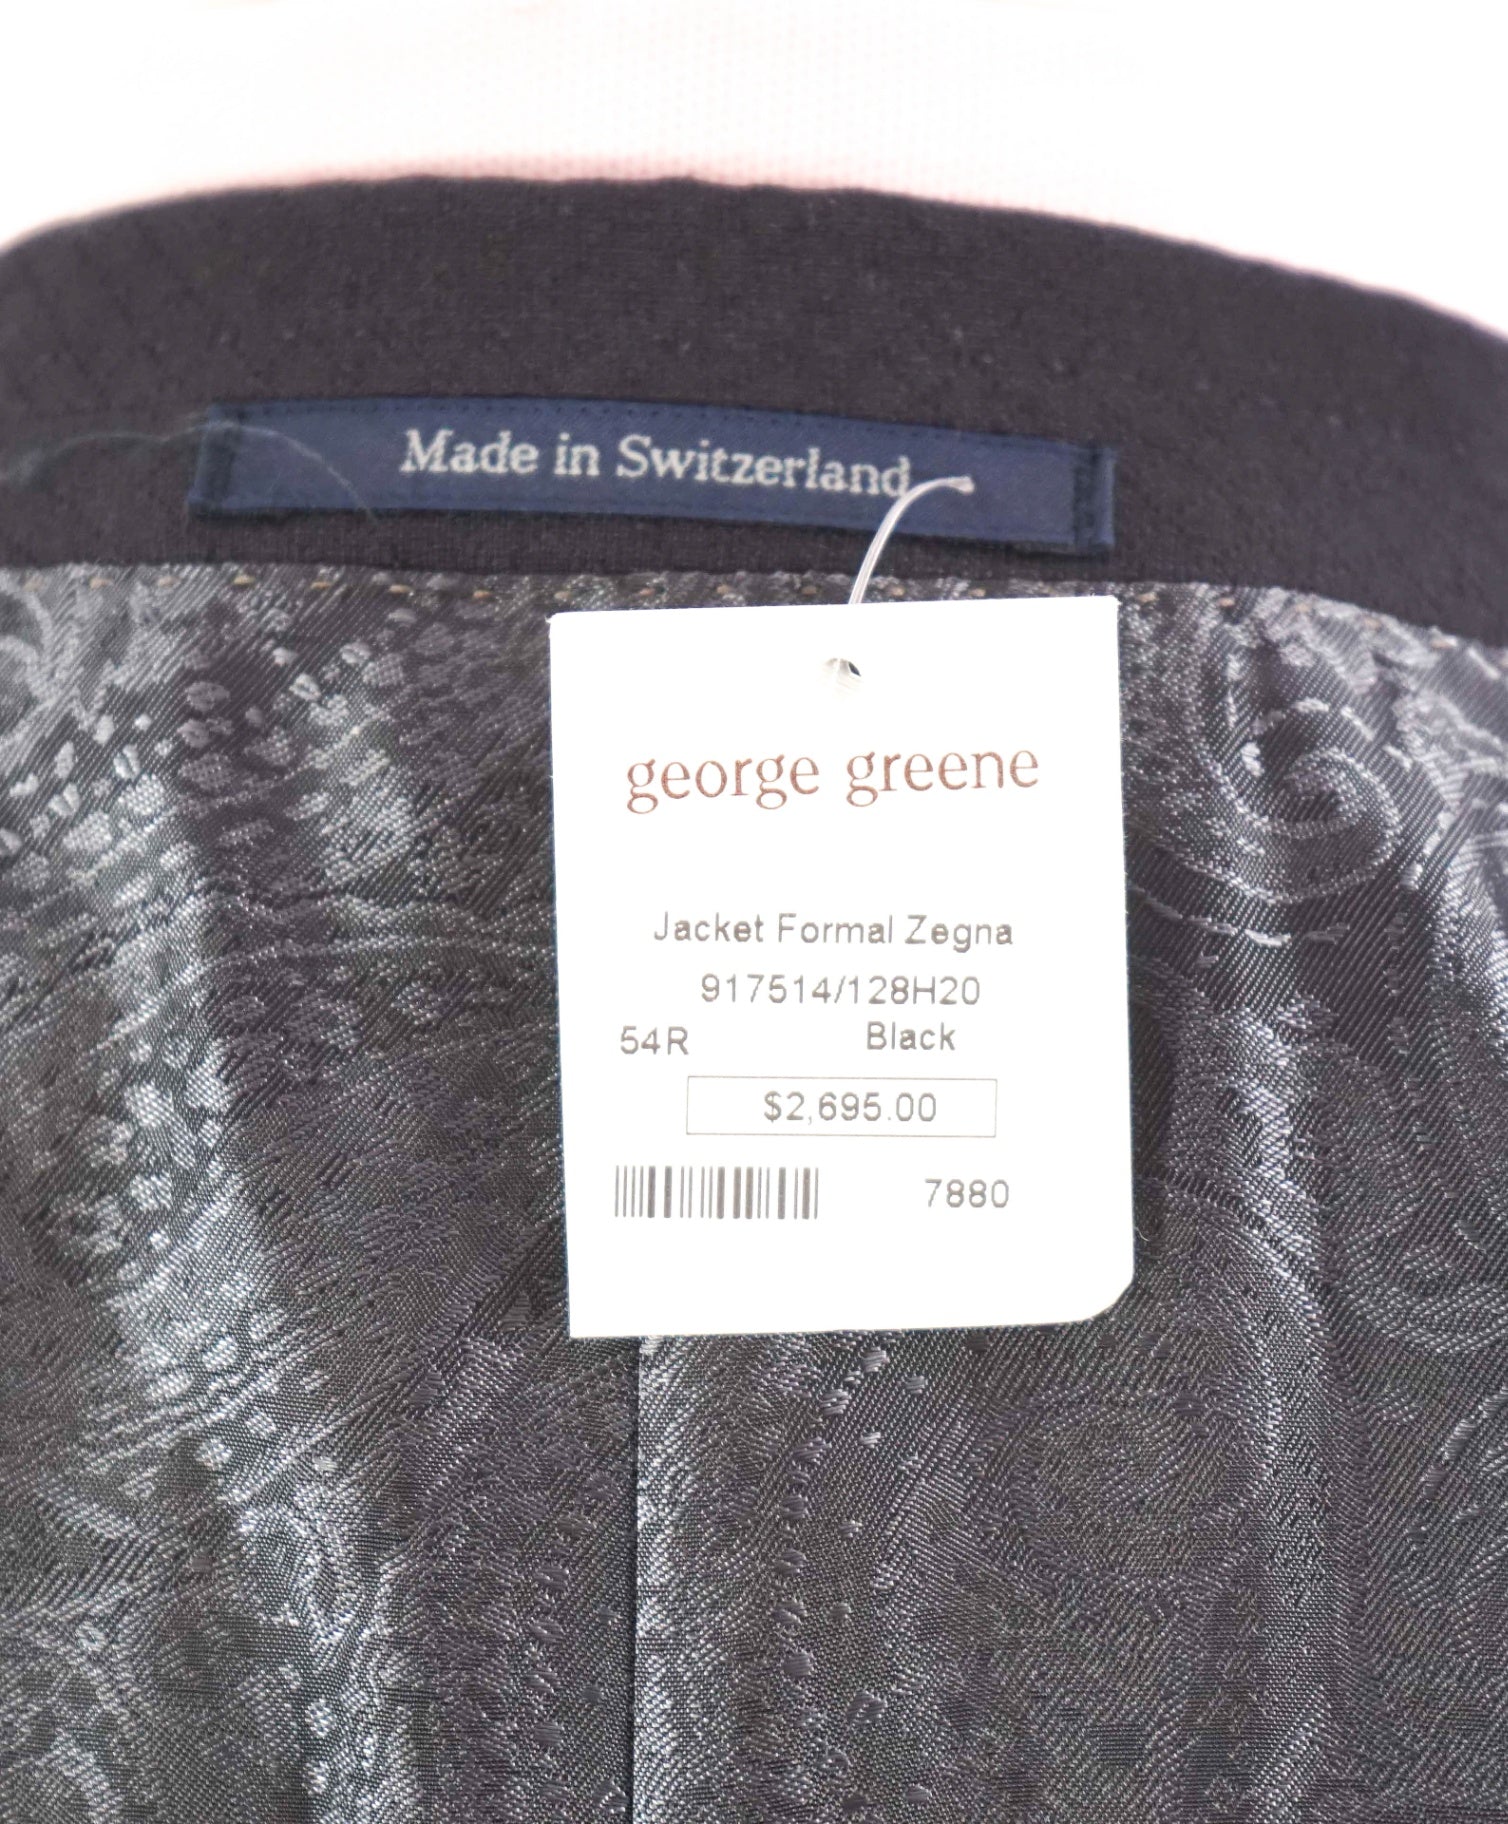 Made in Switzerland
george greene
Jacket Formal Zegna
917514/128H20
54R Black
$2,695.00
7880